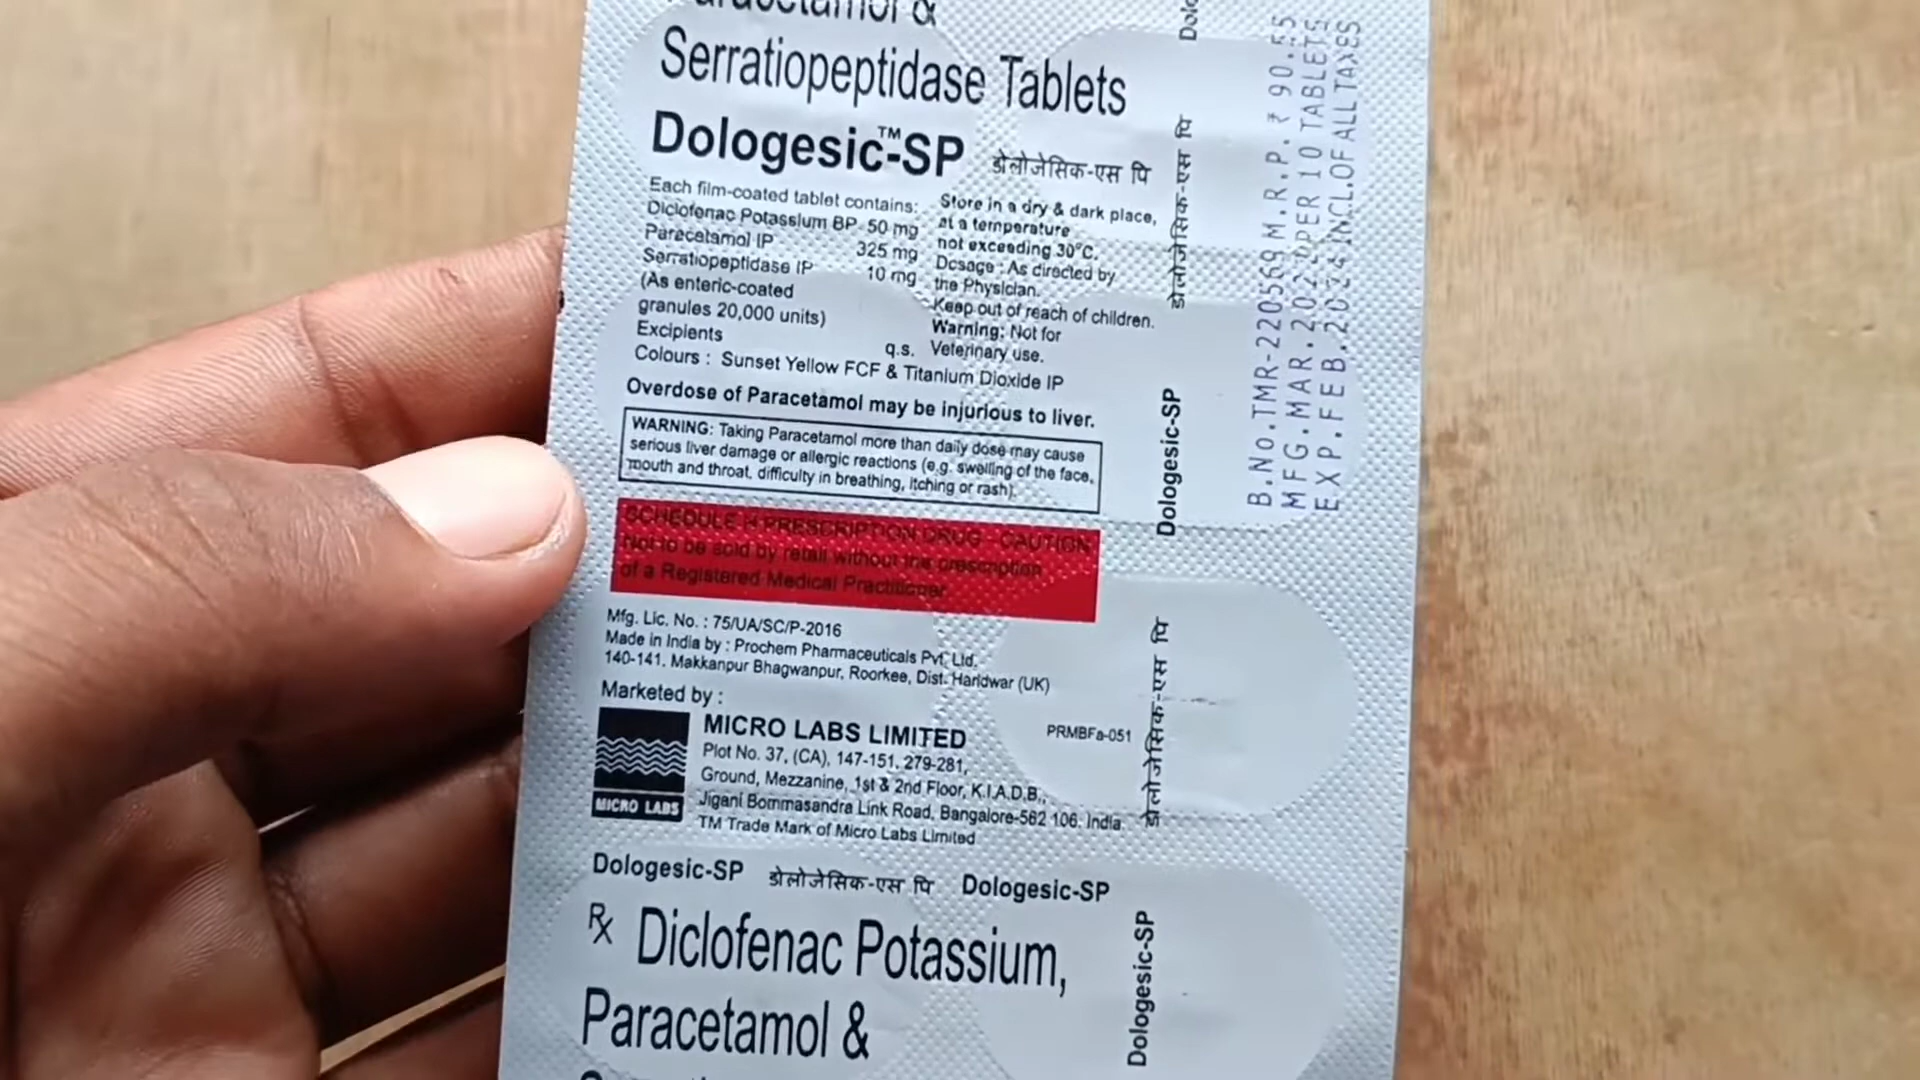 Paracetamol &
Serratiopeptidase Tablets
Dologesic™-SP डोलोजेसिक-एस पि
Each film-coated tablet contains:
Diclofenac Potassium BP 50 mg
Paracetamol IP 325 mg
Serratiopeptidase IP 10 mg
(As enteric-coated
granules 20,000 units)
Excipients q.s.
Colours : Sunset Yellow FCF & Titanium Dioxide IP
Store in a dry & dark place,
at a temperature
not exceeding 30°C.
Dosage : As directed by
the Physician.
Keep out of reach of children.
Warning: Not for
Veterinary use.
Overdose of Paracetamol may be injurious to liver.
WARNING: Taking Paracetamol more than daily dose may cause
serious liver damage or allergic reactions (e.g. swelling of the face,
mouth and throat, difficulty in breathing, itching or rash).
SCHEDULE H PRESCRIPTION DRUG - CAUTION
Not to be sold by retail without the prescription
of a Registered Medical Practitioner
Mfg. Lic. No. : 75/UA/SC/P-2016
Made in India by : Prochem Pharmaceuticals Pvt. Ltd.
140-141, Makkanpur Bhagwanpur, Roorkee, Dist. Haridwar (UK)
Marketed by :
MICRO LABS
MICRO LABS LIMITED
Plot No. 37, (CA), 147-151, 279-281,
Ground, Mezzanine, 1st & 2nd Floor, K.I.A.D.B.,
Jigani Bommasandra Link Road, Bangalore-562 106. India.
TM Trade Mark of Micro Labs Limited
PRMBFa-051
Dologesic-SP डोलोजेसिक-एस पि Dologesic-SP
Rx Diclofenac Potassium,
Paracetamol &
Dolo
डोलोजेसिक-एस पि
Dologesic-SP
डोलोजेसिक-एस पि
Dologesic-SP
B.No.TMR-220569 M.R.P. ₹ 90.55
MFG.MAR.2022 PER 10 TABLETS
EXP.FEB.2024 INCL.OF ALL TAXES